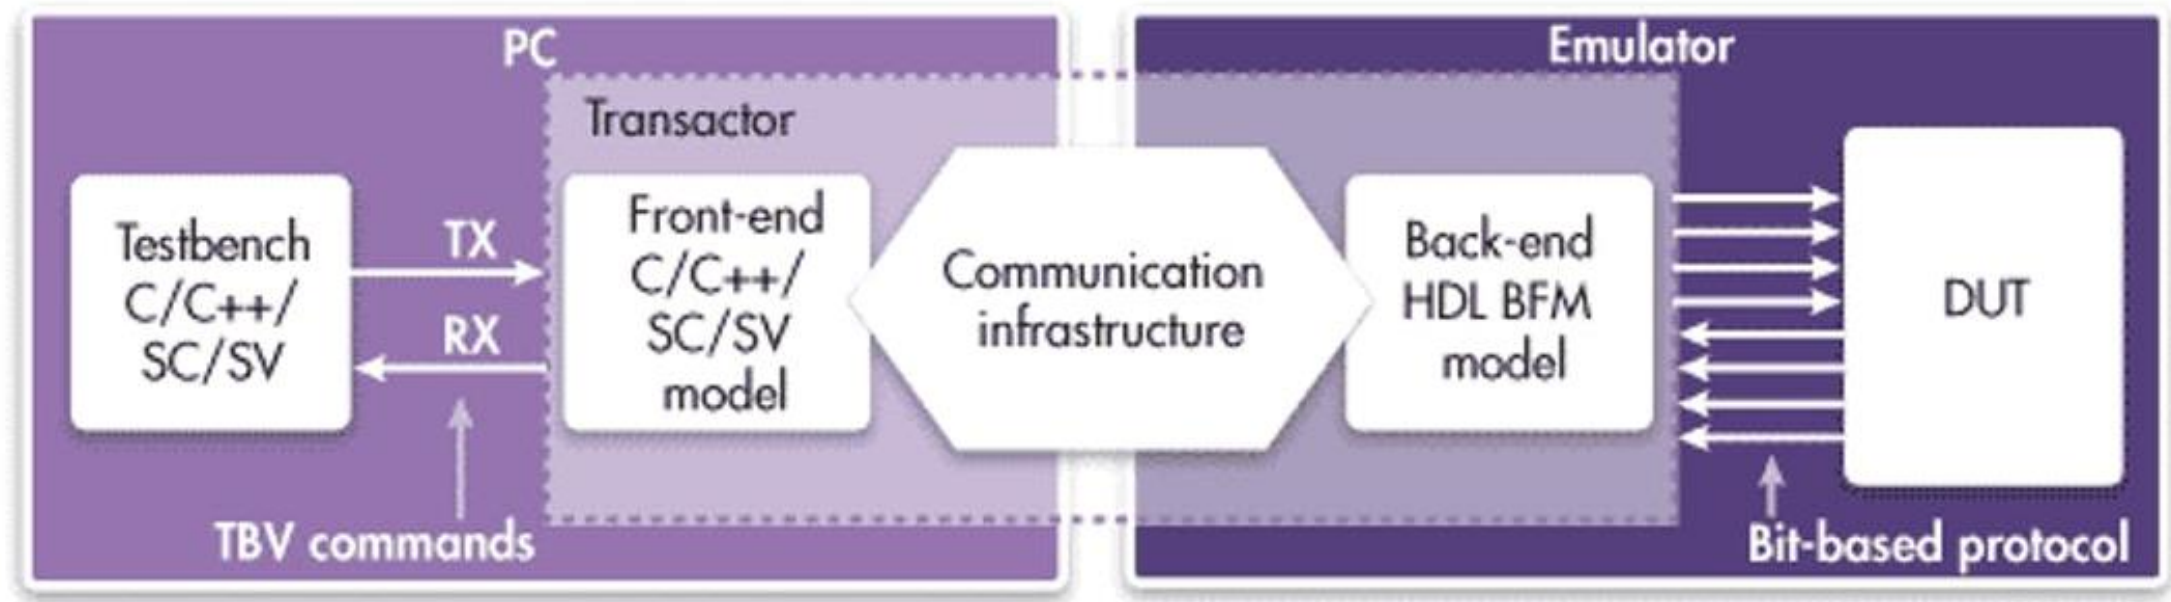 PC
Emulator
Transactor
Testbench
C/C++/
SC/SV
TX
RX
Front-end
C/C++/
SC/SV
model
Communication
infrastructure
Back-end
HDL BFM
model
DUT
TBV commands
Bit-based protocol